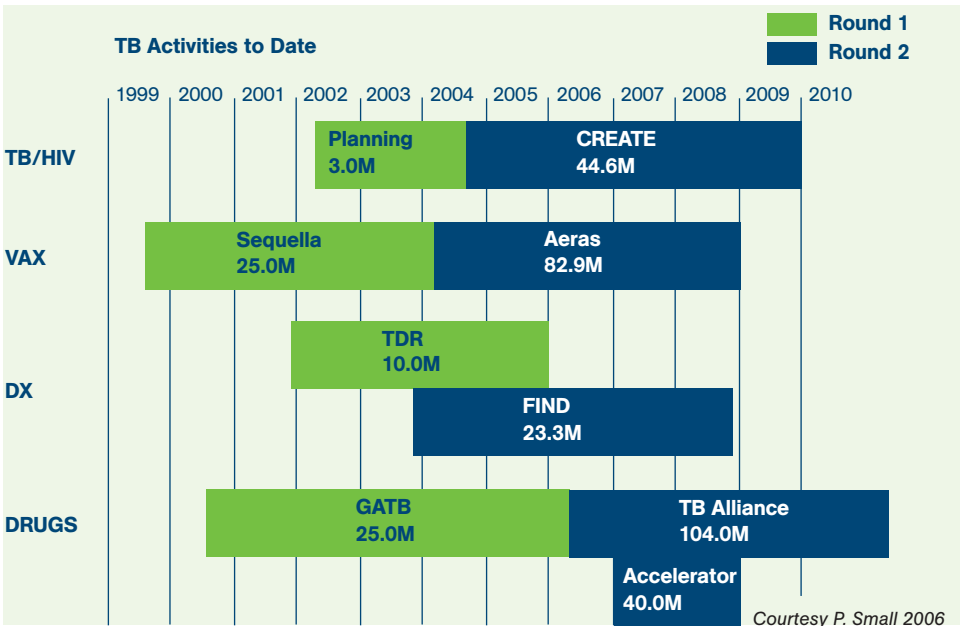 TB Activities to Date
Round 1
Round 2
1999 2000 2001 2002 2003 2004 2005 2006 2007 2008 2009 2010
TB/HIV
Planning
3.0M
CREATE
44.6M
VAX
Sequella
25.0M
Aeras
82.9M
DX
TDR
10.0M
FIND
23.3M
DRUGS
GATB
25.0M
TB Alliance
104.0M
Accelerator
40.0M
Courtesy P. Small 2006